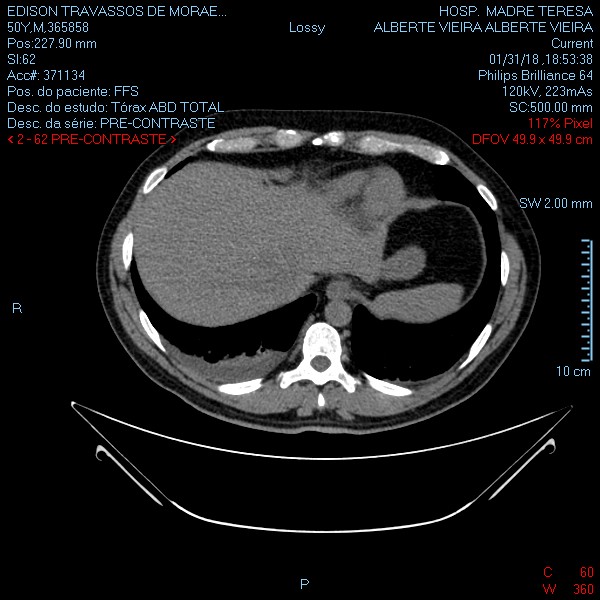 EDISON TRAVASSOS DE MORAE...
50Y,M,365858
Pos:227.90 mm
SI:62
Acc#: 371134
Pos. do paciente: FFS
Desc. do estudo: Tórax ABD TOTAL
Desc. da série: PRE-CONTRASTE
< 2 - 62 PRE-CONTRASTE >
Lossy
HOSP. MADRE TERESA
ALBERTE VIEIRA ALBERTE VIEIRA
Current
01/31/18 ,18:53:38
Philips Brilliance 64
120kV, 223mAs
SC:500.00 mm
117% Pixel
DFOV 49.9 x 49.9 cm
SW 2.00 mm
R
10 cm
P
C 60
W 360